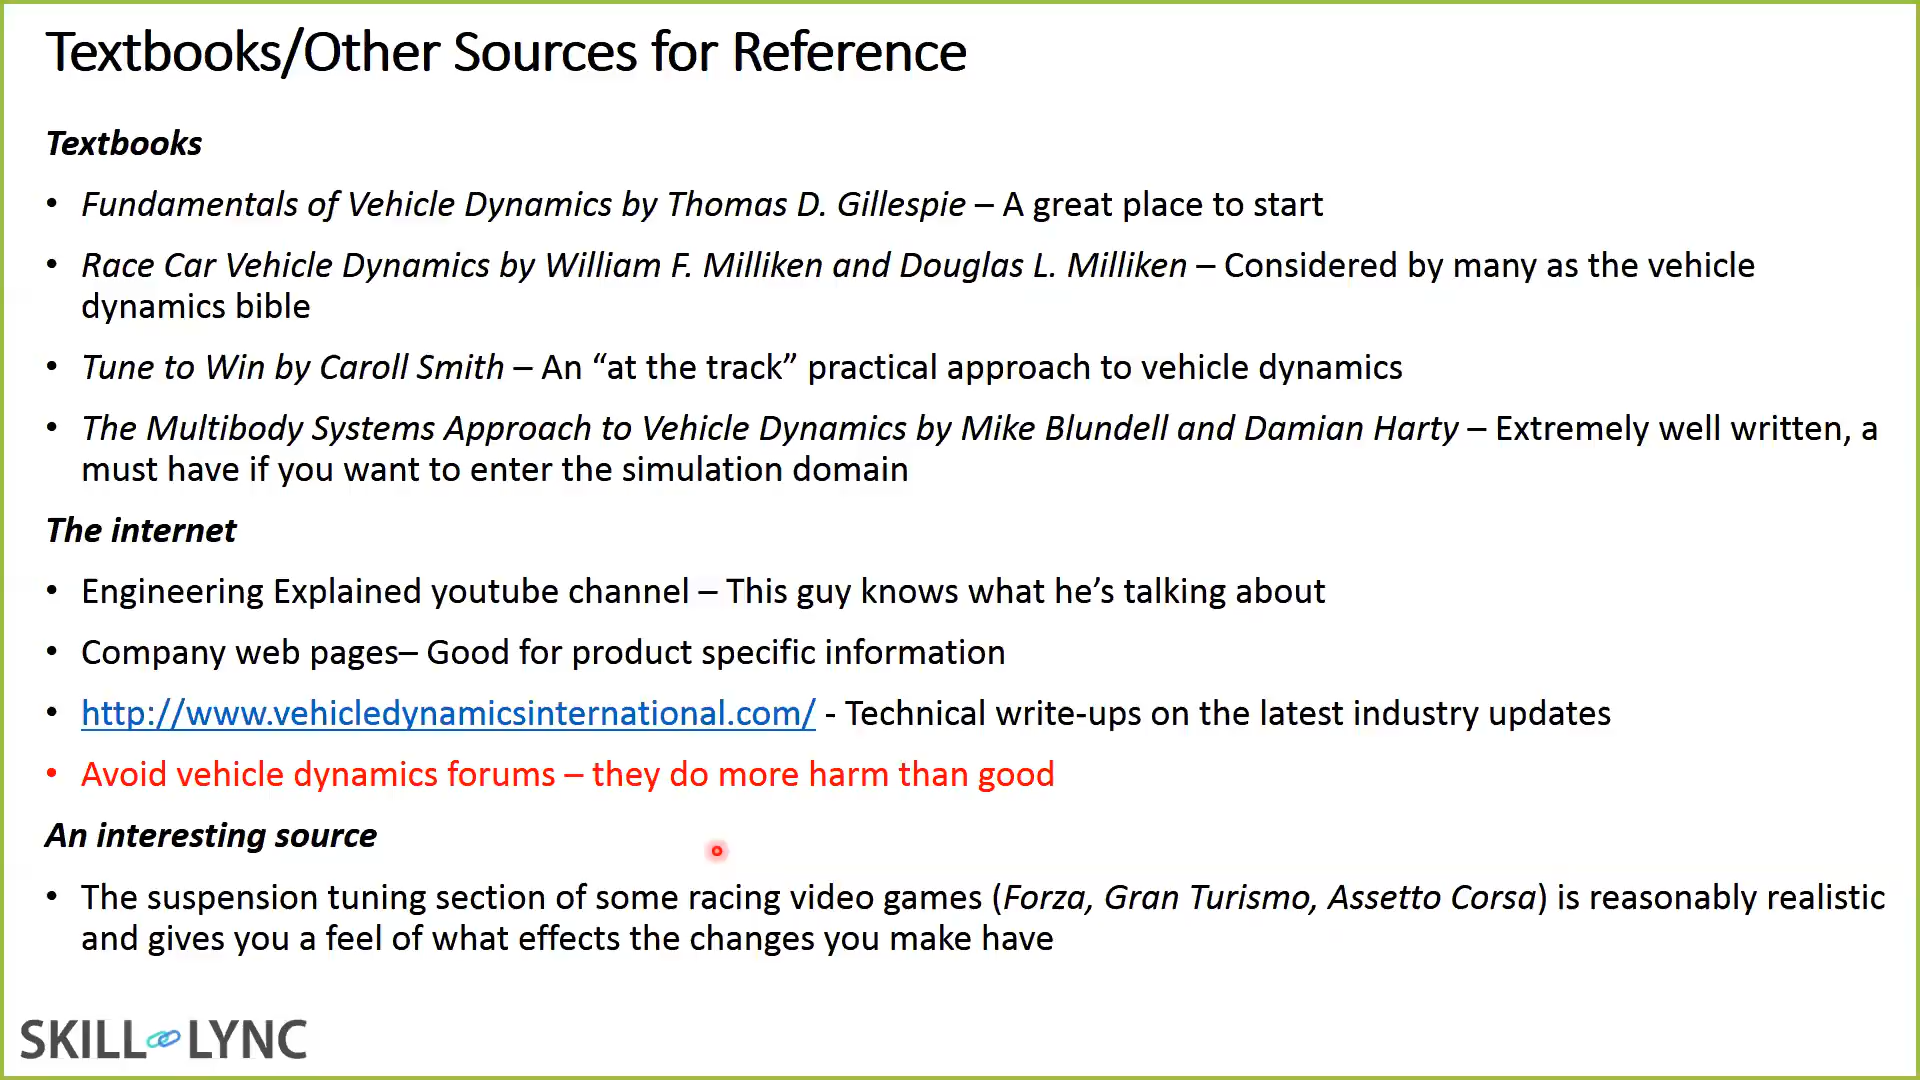 Textbooks/Other Sources for Reference
Textbooks
• Fundamentals of Vehicle Dynamics by Thomas D. Gillespie – A great place to start
• Race Car Vehicle Dynamics by William F. Milliken and Douglas L. Milliken – Considered by many as the vehicle
dynamics bible
• Tune to Win by Caroll Smith – An “at the track” practical approach to vehicle dynamics
• The Multibody Systems Approach to Vehicle Dynamics by Mike Blundell and Damian Harty – Extremely well written, a
must have if you want to enter the simulation domain
The internet
• Engineering Explained youtube channel – This guy knows what he’s talking about
• Company web pages– Good for product specific information
• http://www.vehicledynamicsinternational.com/ - Technical write-ups on the latest industry updates
• Avoid vehicle dynamics forums – they do more harm than good
An interesting source
• The suspension tuning section of some racing video games (Forza, Gran Turismo, Assetto Corsa) is reasonably realistic
and gives you a feel of what effects the changes you make have
SKILL LYNC